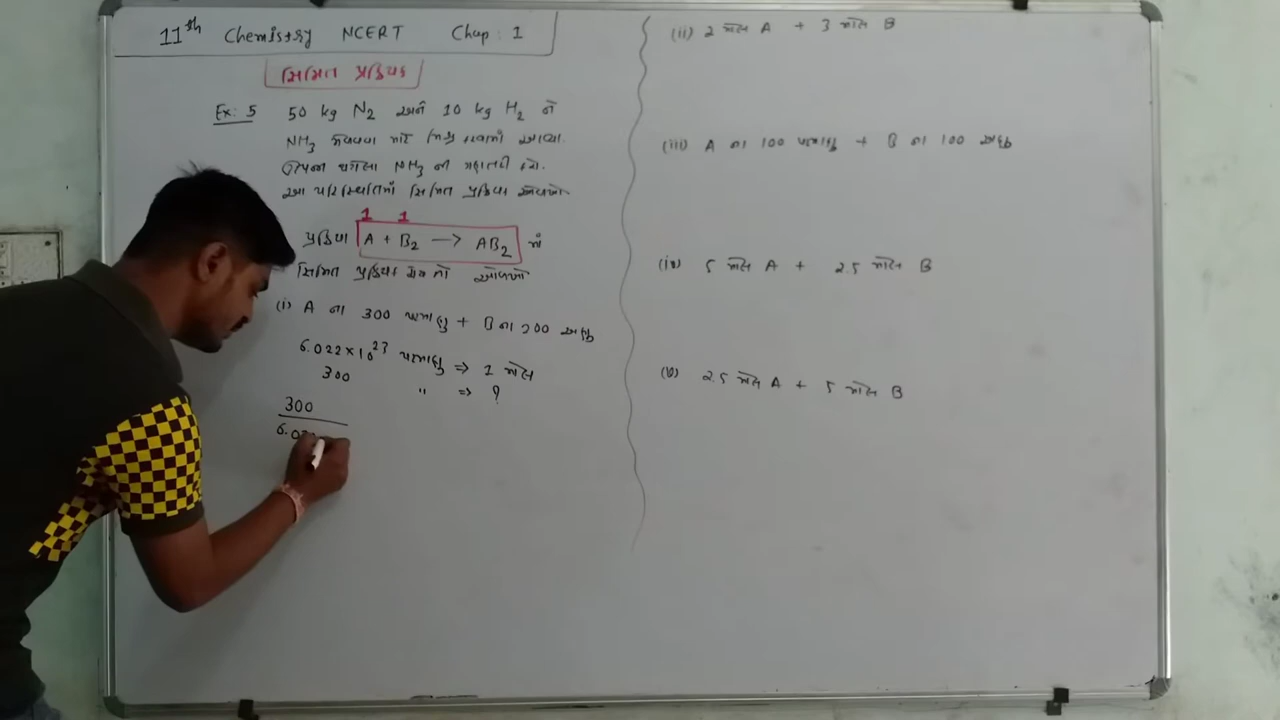 11th Chemistry NCERT Chap : 1
સિમિત પ્રક્રિયક
Ex: 5 50 kg N2 અને 10 kg H2 ને
NH3 બનાવવા માટે મિશ્ર કરવામાં આવ્યા.
ઉત્પન્ન થયેલા NH3 ની ગણતરી કરો.
આ પરિસ્થિતિમાં સિમિત પ્રક્રિયક ઓળખો.
1 1
પ્રક્રિયા A + B2 → AB2 માં
સિમિત પ્રક્રિયક હોય તો ઓળખો
(i) A ના 300 પરમાણુ + B ના 200 અણુ
6.022×10^23 પરમાણુ ⇒ 1 મોલ
300 " ⇒ ?
300
6.02
(ii) 2 મોલ A + 3 મોલ B
(iii) A ના 100 પરમાણુ + B ના 100 અણુ
(iv) 5 મોલ A + 2.5 મોલ B
(v) 2.5 મોલ A + 5 મોલ B